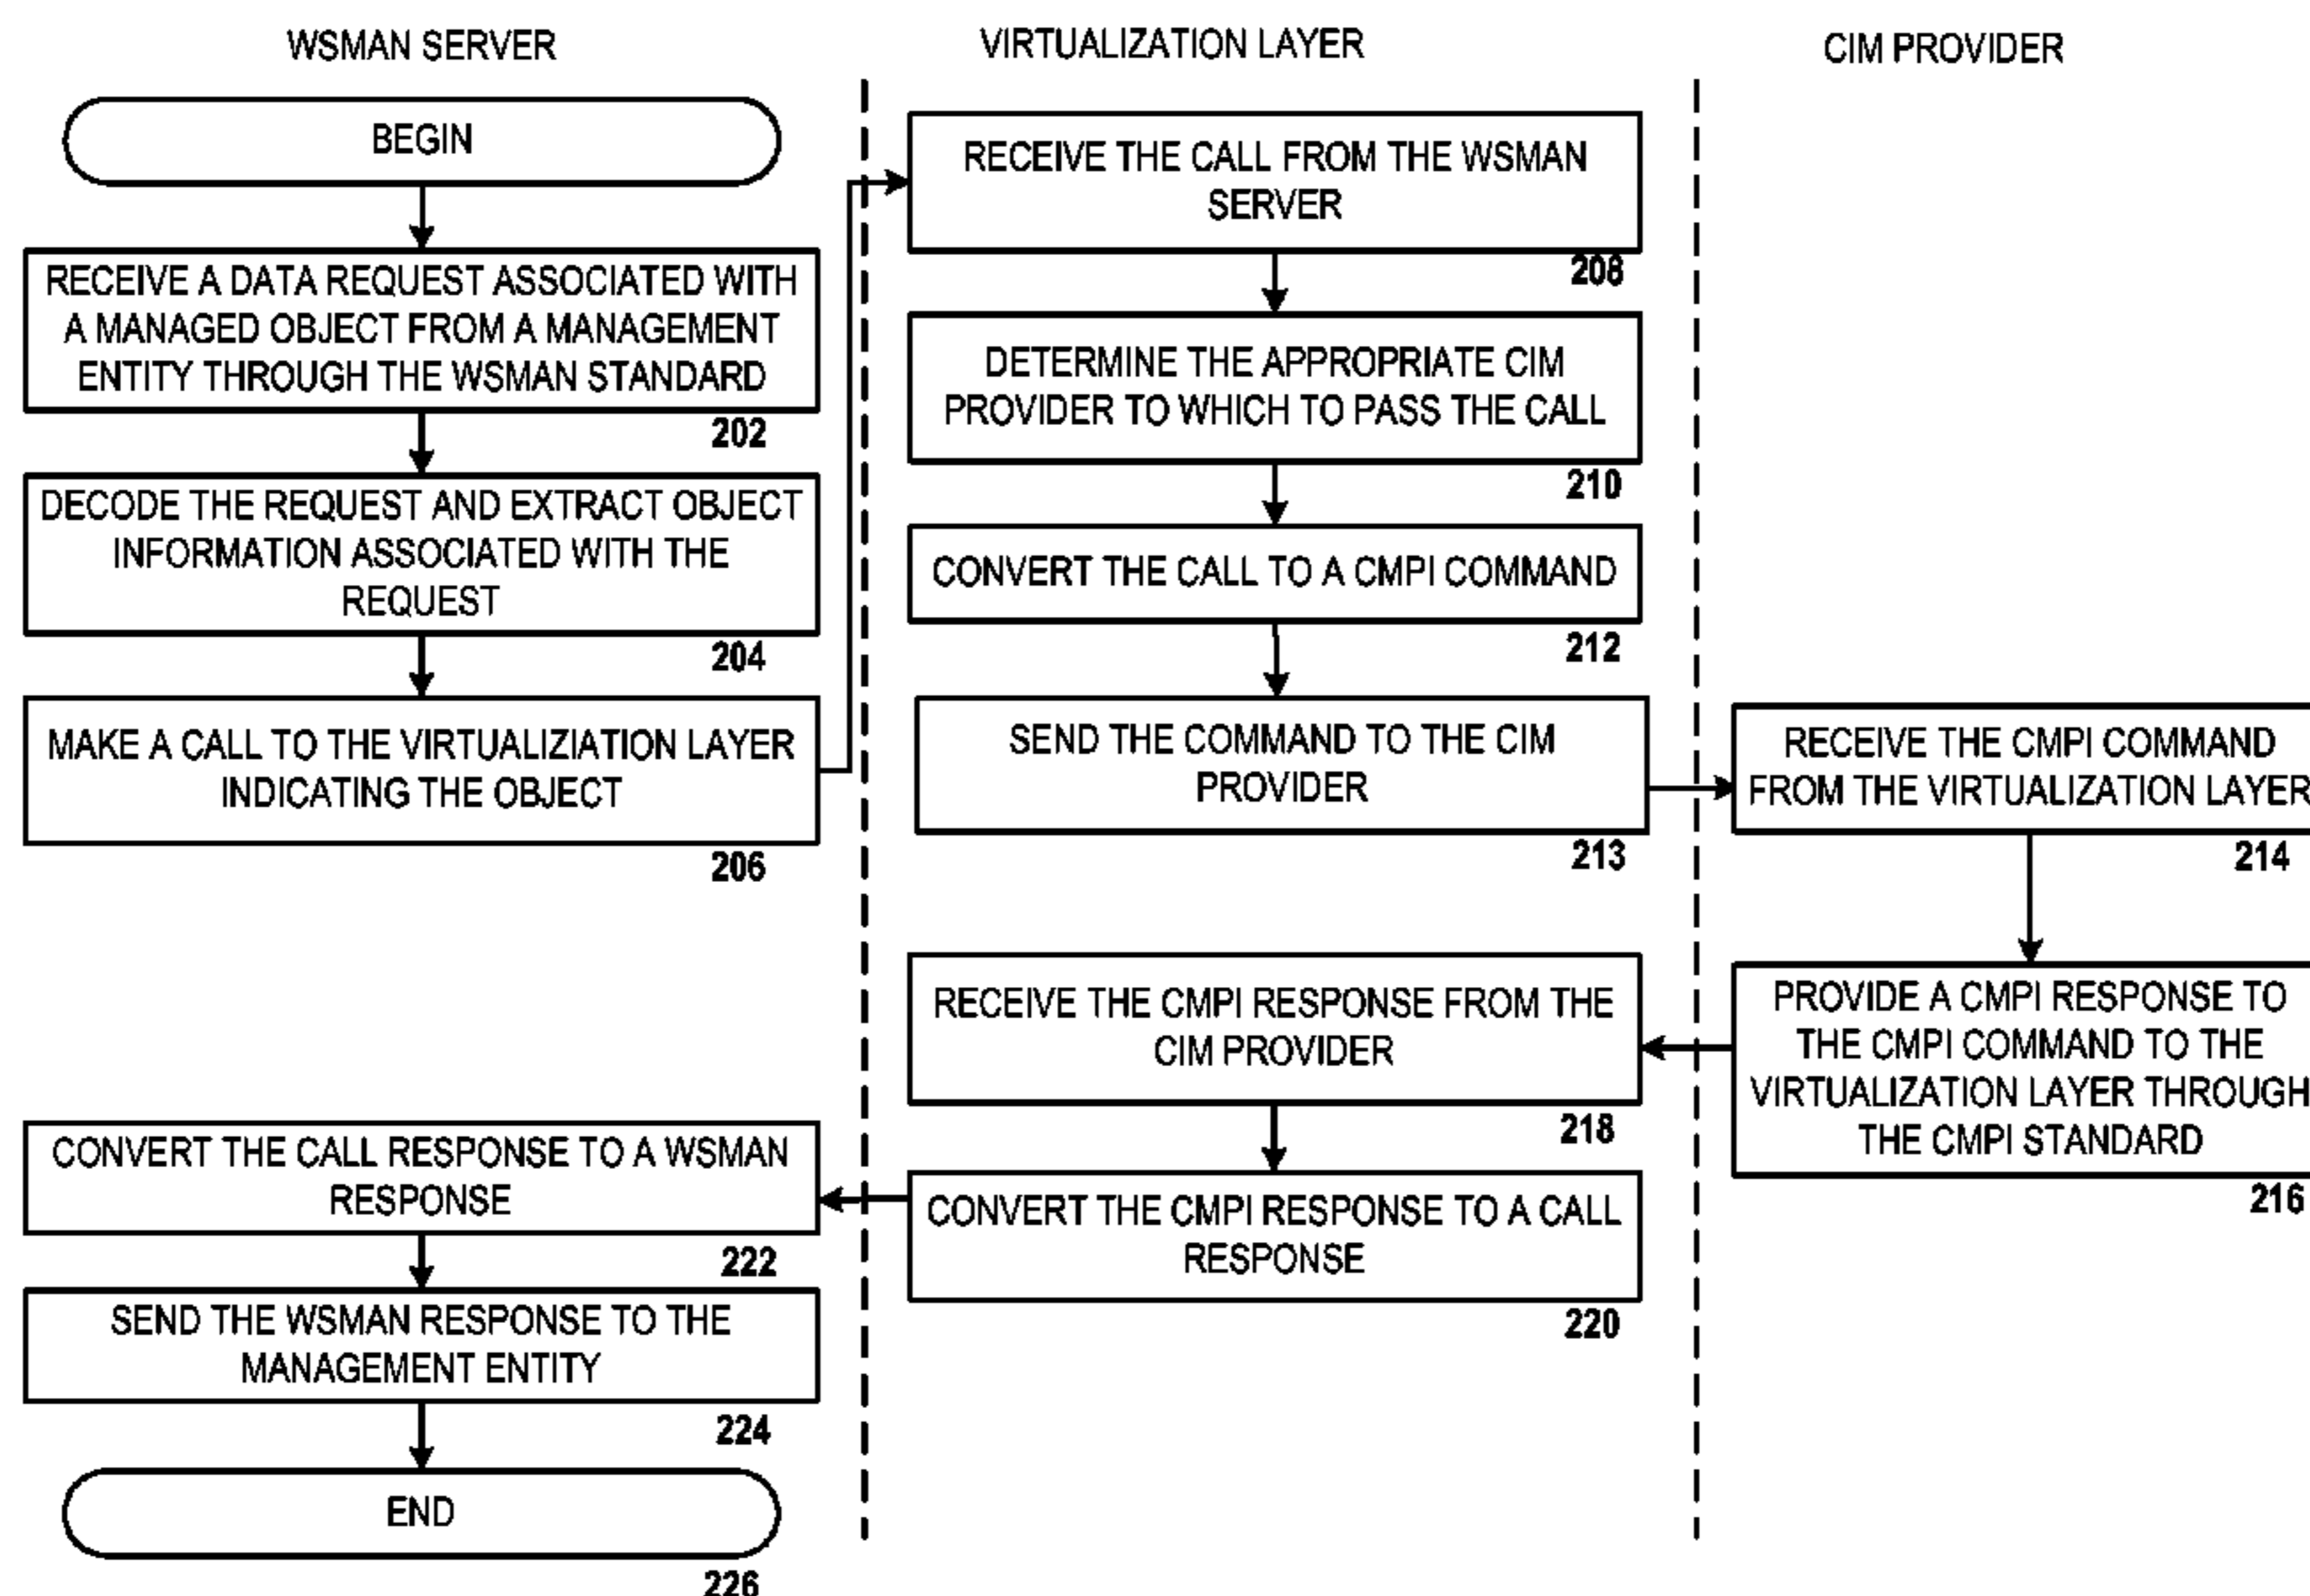 WSMAN SERVER
VIRTUALIZATION LAYER
CIM PROVIDER
BEGIN
RECEIVE A DATA REQUEST ASSOCIATED WITH
A MANAGED OBJECT FROM A MANAGEMENT
ENTITY THROUGH THE WSMAN STANDARD
202
DECODE THE REQUEST AND EXTRACT OBJECT
INFORMATION ASSOCIATED WITH THE
REQUEST
204
MAKE A CALL TO THE VIRTUALIZIATION LAYER
INDICATING THE OBJECT
206
RECEIVE THE CALL FROM THE WSMAN
SERVER
208
DETERMINE THE APPROPRIATE CIM
PROVIDER TO WHICH TO PASS THE CALL
210
CONVERT THE CALL TO A CMPI COMMAND
212
SEND THE COMMAND TO THE CIM
PROVIDER
213
RECEIVE THE CMPI COMMAND
FROM THE VIRTUALIZATION LAYER
214
PROVIDE A CMPI RESPONSE TO
THE CMPI COMMAND TO THE
VIRTUALIZATION LAYER THROUGH
THE CMPI STANDARD
216
RECEIVE THE CMPI RESPONSE FROM THE
CIM PROVIDER
218
CONVERT THE CMPI RESPONSE TO A CALL
RESPONSE
220
CONVERT THE CALL RESPONSE TO A WSMAN
RESPONSE
222
SEND THE WSMAN RESPONSE TO THE
MANAGEMENT ENTITY
224
END
226